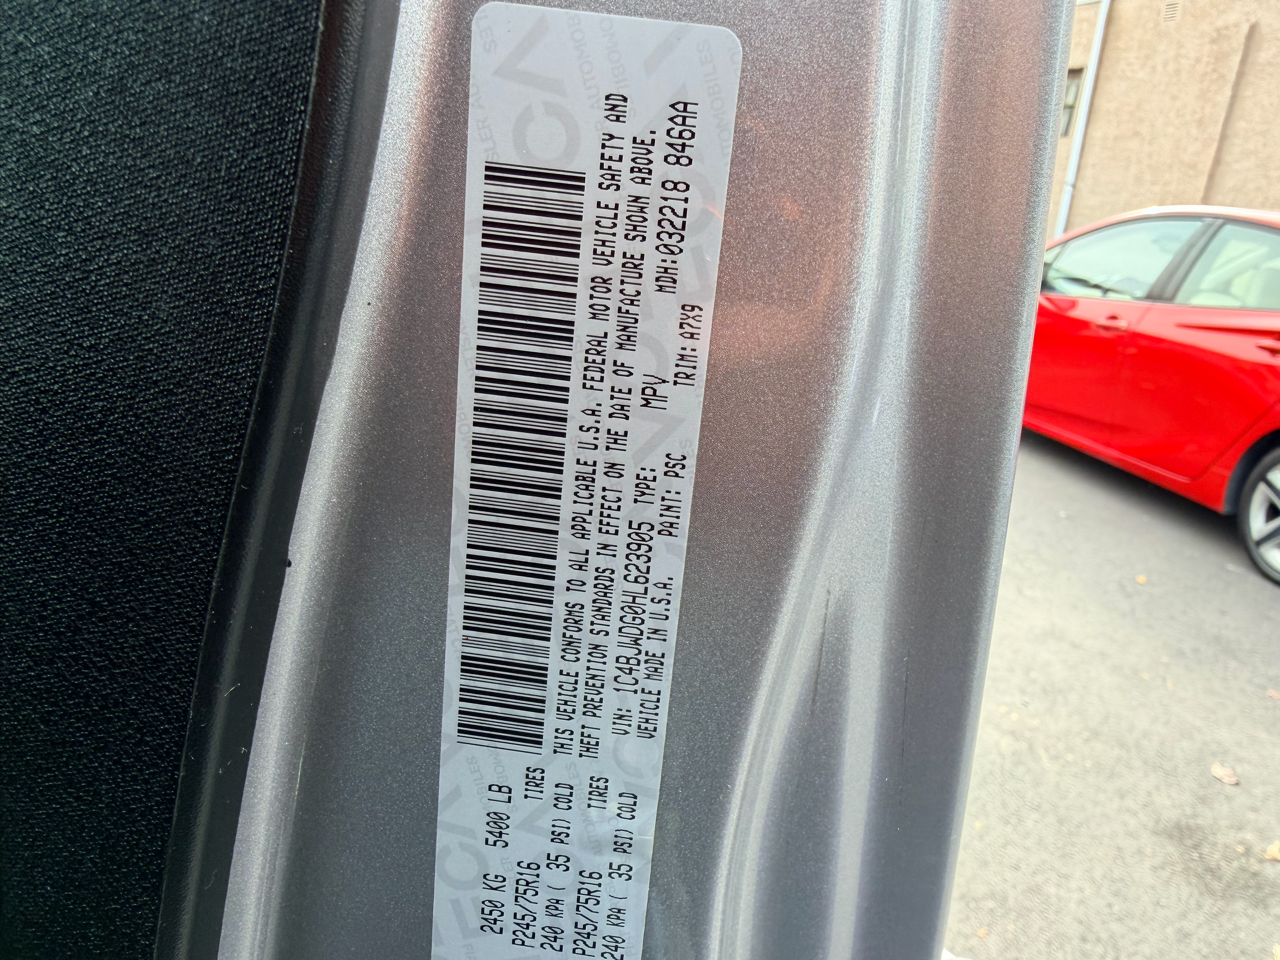 2450 KG 5400 LB
P245/75R16 TIRES
240 KPA ( 35 PSI) COLD
P245/75R16 TIRES
240 KPA ( 35 PSI) COLD
THIS VEHICLE CONFORMS TO ALL APPLICABLE U.S.A. FEDERAL MOTOR VEHICLE SAFETY AND
THEFT PREVENTION STANDARDS IN EFFECT ON THE DATE OF MANUFACTURE SHOWN ABOVE.
VIN: 1C4BJWDG0HL623905 TYPE: MPV MDH:032218 846AA
VEHICLE MADE IN U.S.A. PAINT: PSC TRIM: A7X9